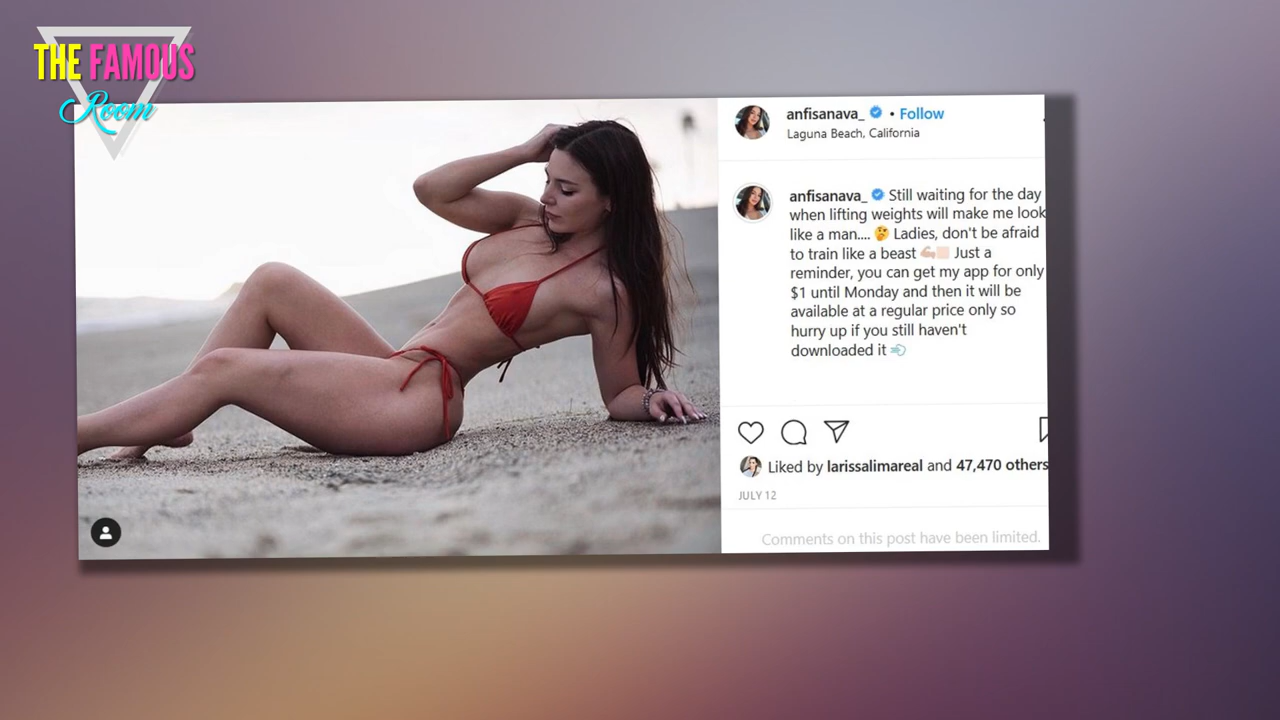 THE FAMOUS
Room
anfisanava_ • Follow
Laguna Beach, California
anfisanava_ Still waiting for the day
when lifting weights will make me look
like a man.... 🤔 Ladies, don't be afraid
to train like a beast 💪🏻 Just a
reminder, you can get my app for only
$1 until Monday and then it will be
available at a regular price only so
hurry up if you still haven't
downloaded it 💨
Liked by larissalimareal and 47,470 others
JULY 12
Comments on this post have been limited.